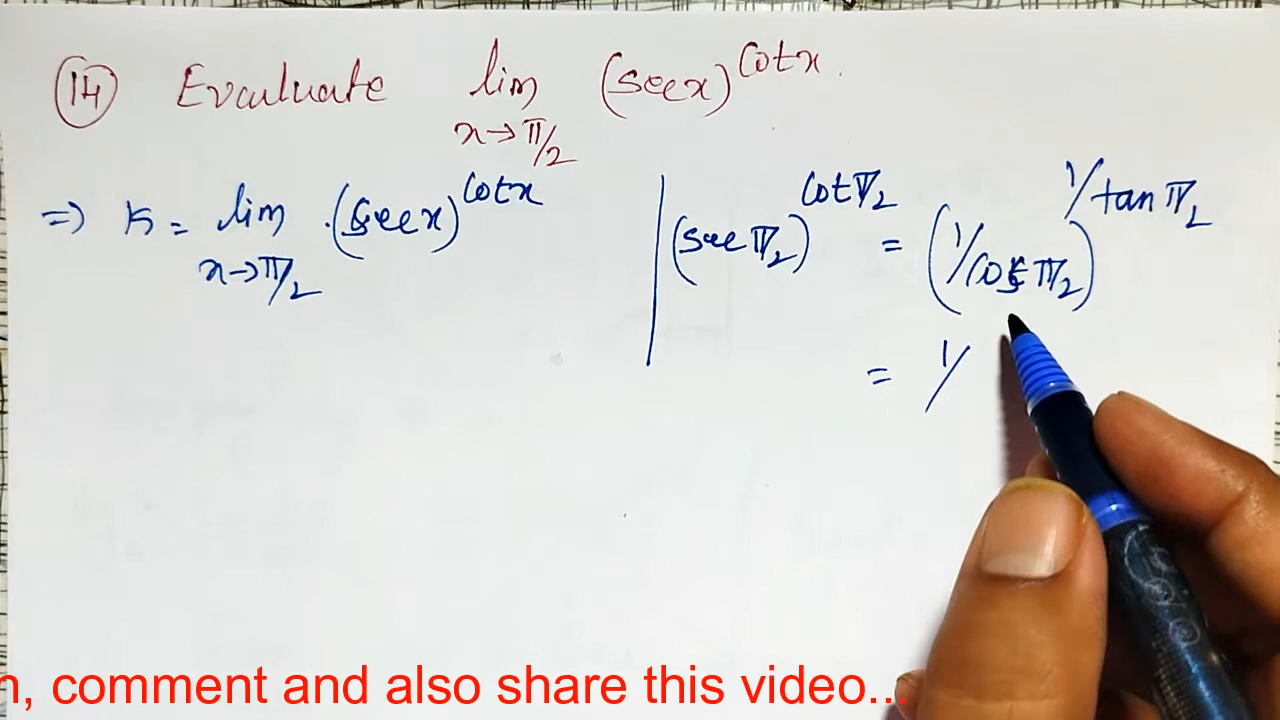 14 Evaluate lim (secx)^cotx.
x→π/2
⇒ K = lim .(secx)^cotx
x→π/2
(sec π/2)^cot π/2 = (1/cos π/2)^1/tan π/2
= 1/
n, comment and also share this video...